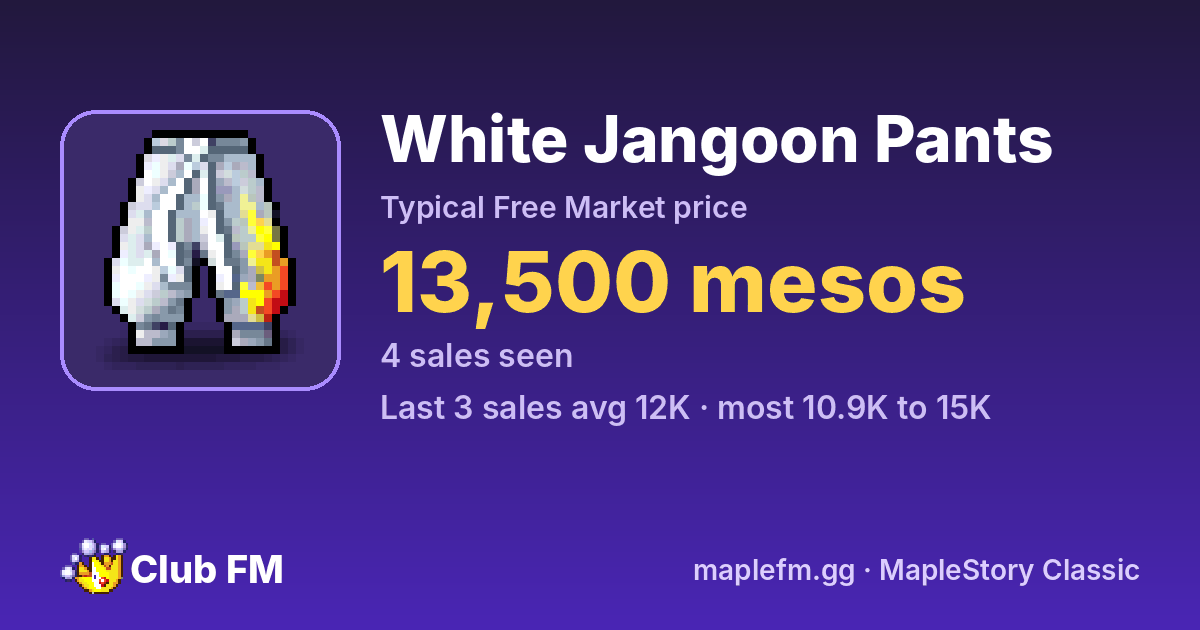 White Jangoon Pants
Typical Free Market price
13,500 mesos
4 sales seen
Last 3 sales avg 12K · most 10.9K to 15K
Club FM
maplefm.gg · MapleStory Classic